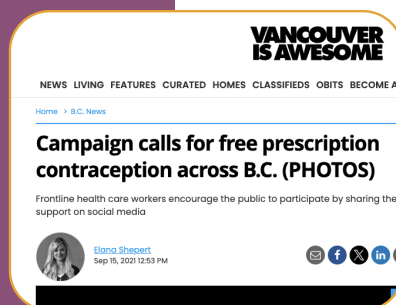 VANCOUVER
IS AWESOME
NEWS LIVING FEATURES CURATED HOMES CLASSIFIEDS OBITS BECOME A
Home > B.C. News
Campaign calls for free prescription
contraception across B.C. (PHOTOS)
Frontline health care workers encourage the public to participate by sharing the
support on social media
Elana Shepert
Sep 15, 2021 12:53 PM